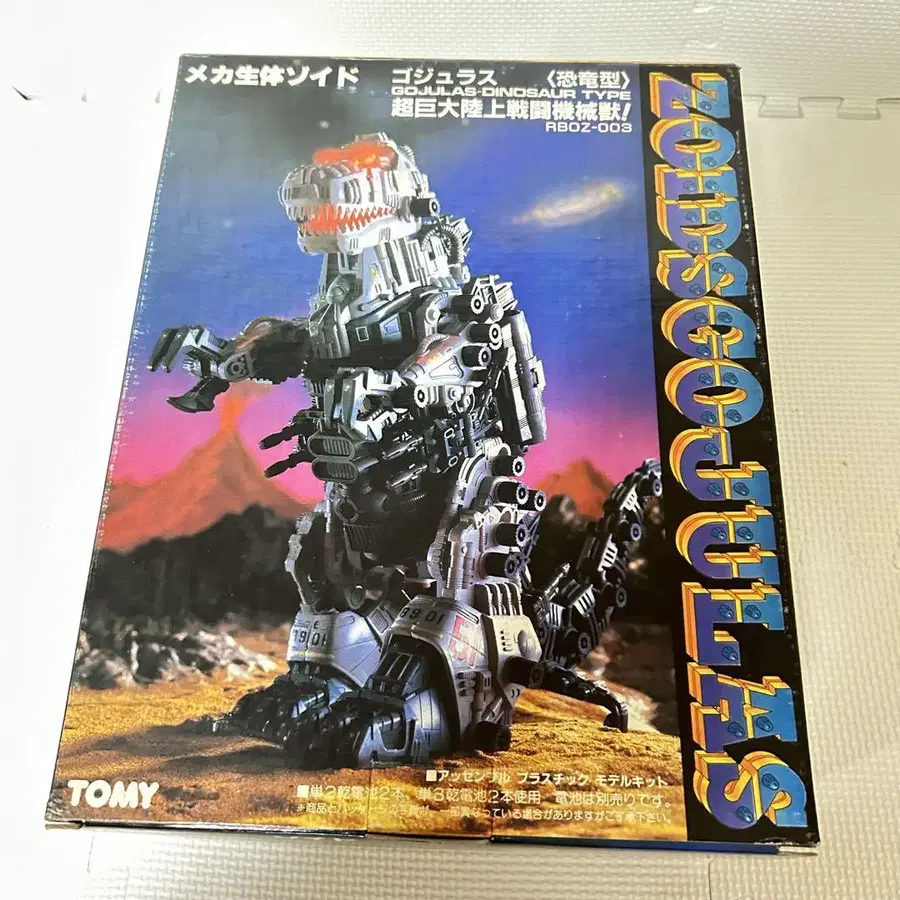 メカ生体ゾイド
ゴジュラス 〈恐竜型〉
GOJULAS-DINOSAUR TYPE
超巨大陸上戦闘機械獣!
RBOZ-003
ZOIDS GOJULAS
TOMY
■アッセンブル プラスチック モデルキット
■単2乾電池2本、単3乾電池2本使用 電池は別売りです。